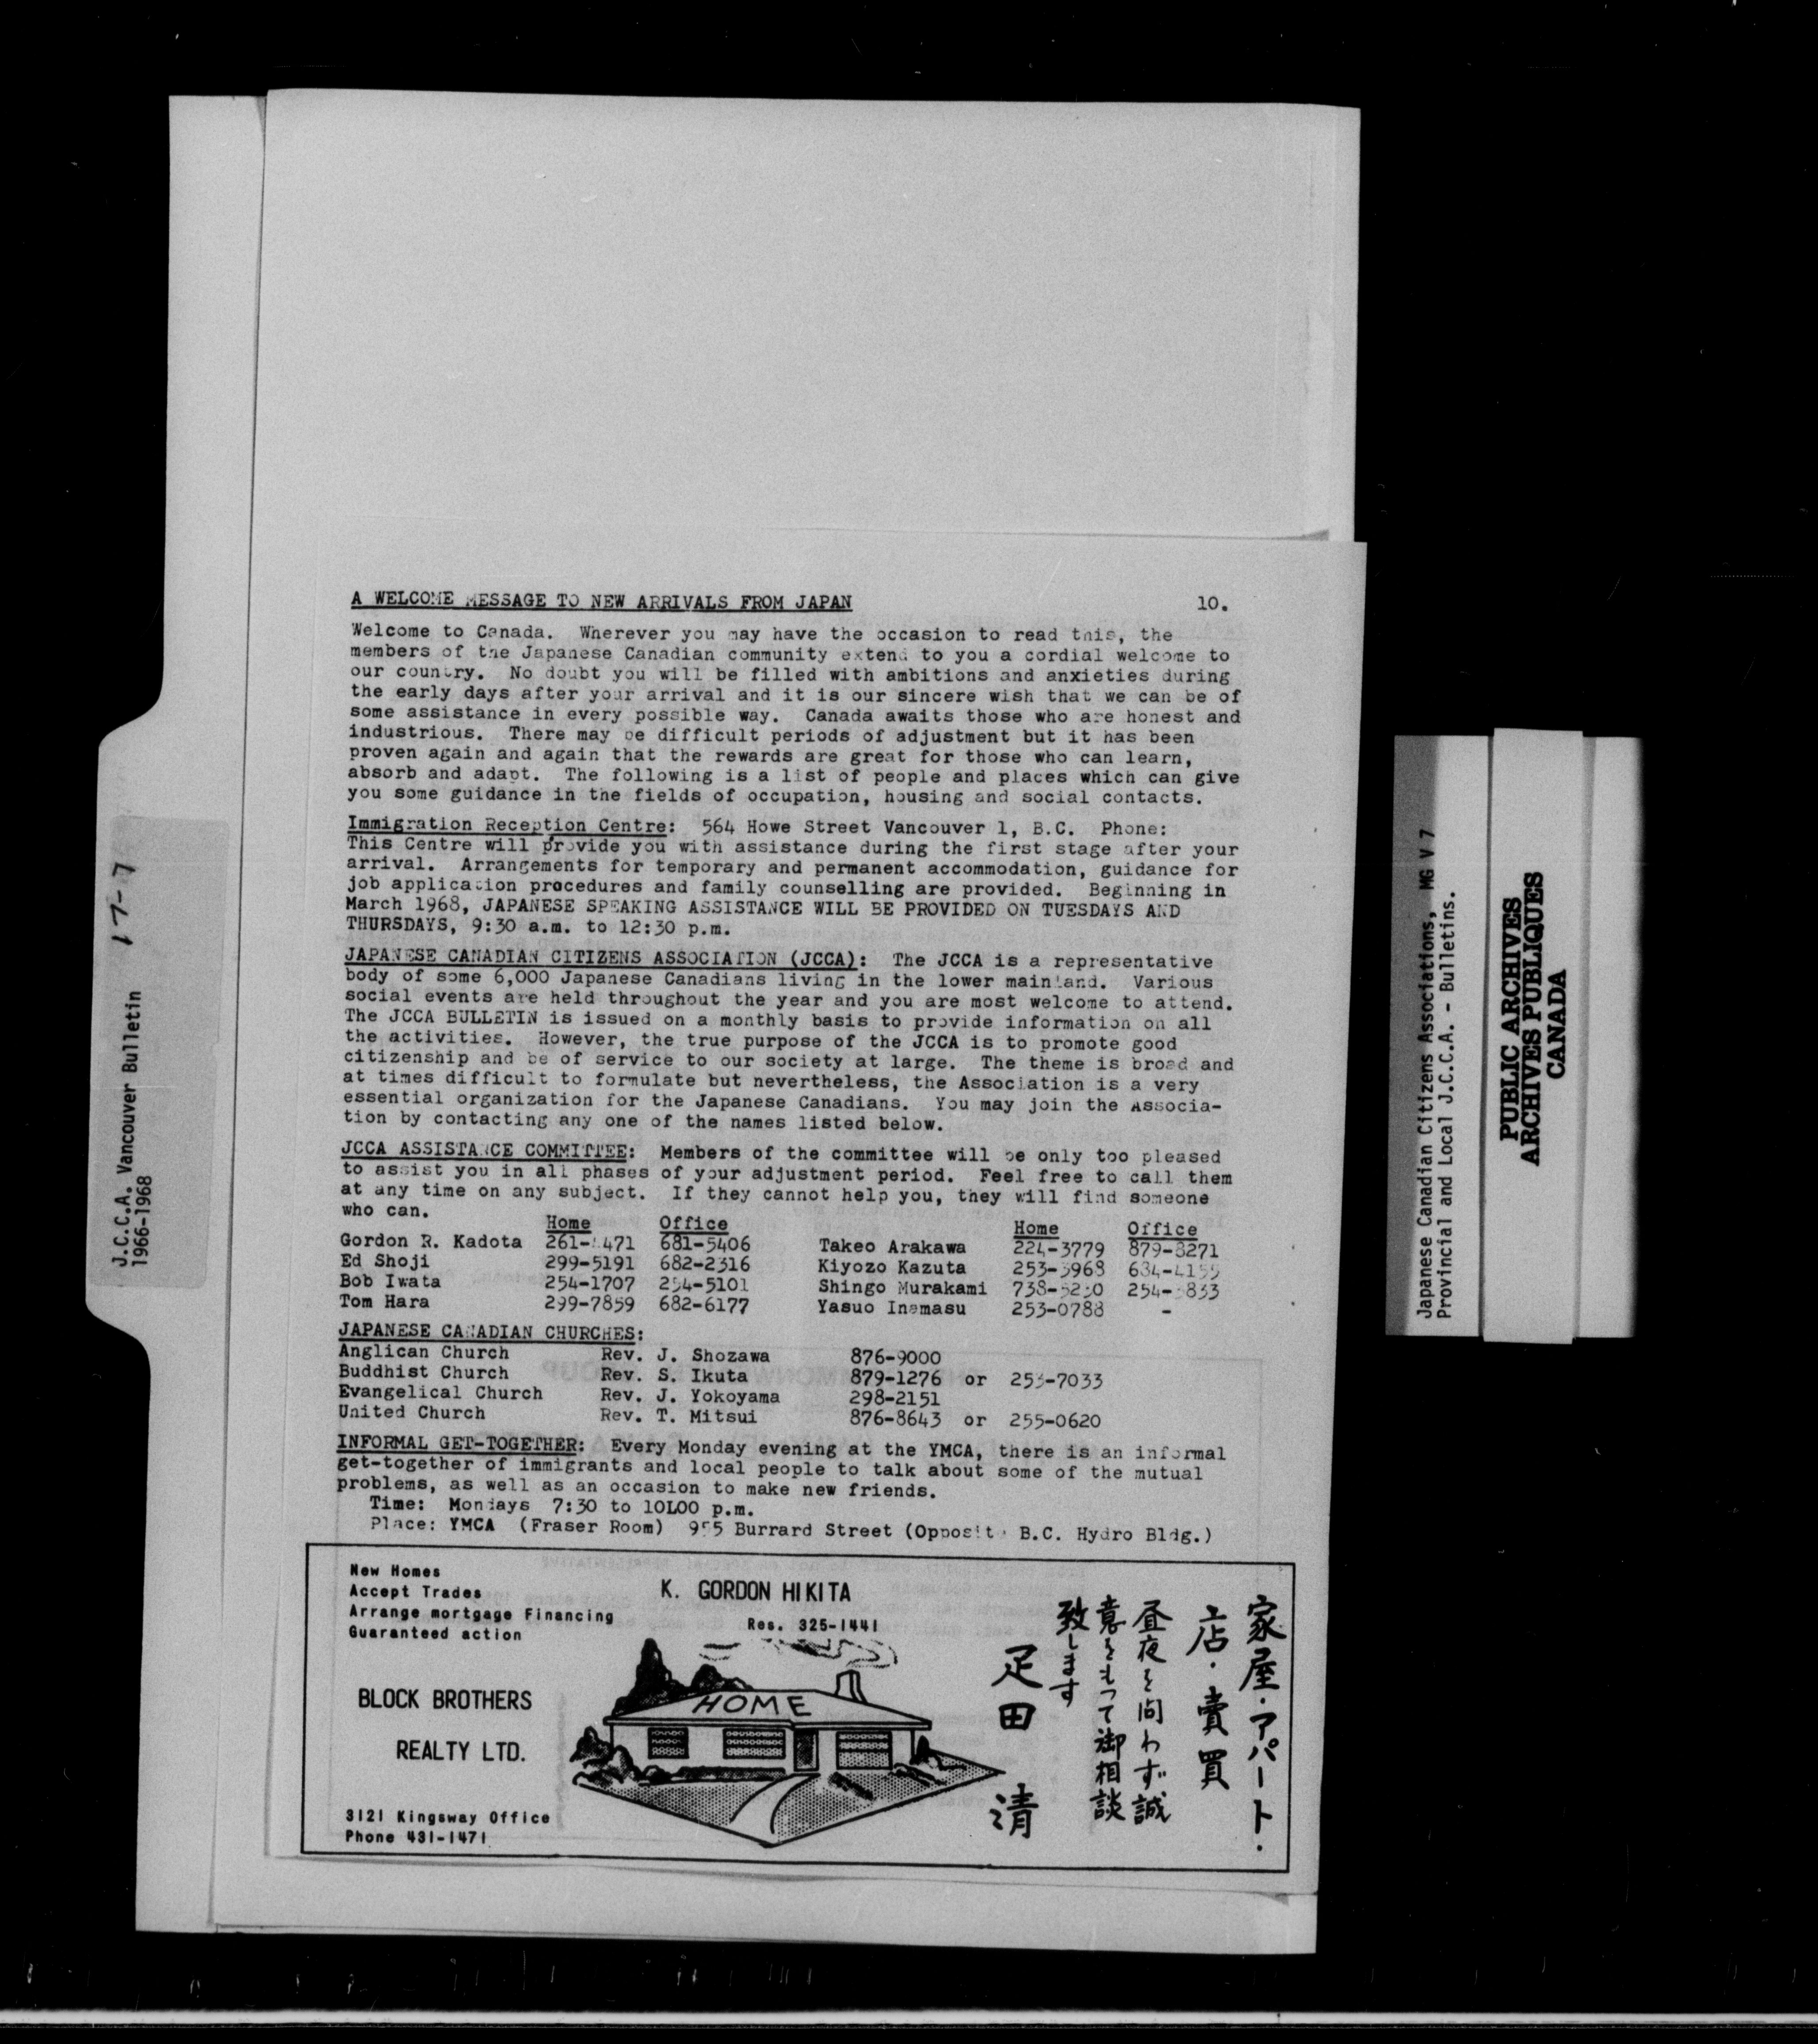 A WELCOME MESSAGE TO NEW ARRIVALS FROM JAPAN 10.
Welcome to Canada. Wherever you may have the occasion to read this, the
members of the Japanese Canadian community extend to you a cordial welcome to
our country. No doubt you will be filled with ambitions and anxieties during
the early days after your arrival and it is our sincere wish that we can be of
some assistance in every possible way. Canada awaits those who are honest and
industrious. There may be difficult periods of adjustment but it has been
proven again and again that the rewards are great for those who can learn,
absorb and adapt. The following is a list of people and places which can give
you some guidance in the fields of occupation, housing and social contacts.
Immigration Reception Centre: 564 Howe Street Vancouver 1, B.C. Phone:
This Centre will provide you with assistance during the first stage after your
arrival. Arrangements for temporary and permanent accommodation, guidance for
job application procedures and family counselling are provided. Beginning in
March 1968, JAPANESE SPEAKING ASSISTANCE WILL BE PROVIDED ON TUESDAYS AND
THURSDAYS, 9:30 a.m. to 12:30 p.m.
JAPANESE CANADIAN CITIZENS ASSOCIATION (JCCA): The JCCA is a representative
body of some 6,000 Japanese Canadians living in the lower mainland. Various
social events are held throughout the year and you are most welcome to attend.
The JCCA BULLETIN is issued on a monthly basis to provide information on all
the activities. However, the true purpose of the JCCA is to promote good
citizenship and be of service to our society at large. The theme is broad and
at times difficult to formulate but nevertheless, the Association is a very
essential organization for the Japanese Canadians. You may join the Associa-
tion by contacting any one of the names listed below.
JCCA ASSISTANCE COMMITTEE: Members of the committee will be only too pleased
to assist you in all phases of your adjustment period. Feel free to call them
at any time on any subject. If they cannot help you, they will find someone
who can.
Home Office Home Office
Gordon R. Kadota 681-5406 Takeo Arakawa 224-3779 879-8271
Ed Shoji 299-5191 682-2316 Kiyozo Kazuta
Bob Iwata 254-1707 254-5101 Shingo Murakami
Tom Hara 299-7859 682-6177 Yasuo Inemasu 253-0788 -
JAPANESE CANADIAN CHURCHES:
Anglican Church Rev. J. Shozawa 876-9000
Buddhist Church Rev. S. Ikuta 879-1276 or 253-7033
Evangelical Church Rev. J. Yokoyama 298-2151
United Church Rev. T. Mitsui 876-8643 or 255-0620
INFORMAL GET-TOGETHER: Every Monday evening at the YMCA, there is an informal
get-together of immigrants and local people to talk about some of the mutual
problems, as well as an occasion to make new friends.
Time: Mondays 7:30 to 10L00 p.m.
Place: YMCA (Fraser Room) 955 Burrard Street (Opposite B.C. Hydro Bldg.)
New Homes
Accept Trades
Arrange mortgage Financing
Guaranteed action
K. GORDON HIKITA
Res. 325-1441
BLOCK BROTHERS
REALTY LTD.
3121 Kingsway Office
Phone 431-1471
HOME
家屋・アパート・
店・賣買
昼夜を問わず誠
意をもって御相談
致します
疋田 清
J.C.C.A. Vancouver Bulletin 17-7
1966-1968
Japanese Canadian Citizens Associations, MG V 7
Provincial and Local J.C.C.A. - Bulletins.
PUBLIC ARCHIVES
ARCHIVES PUBLIQUES
CANADA